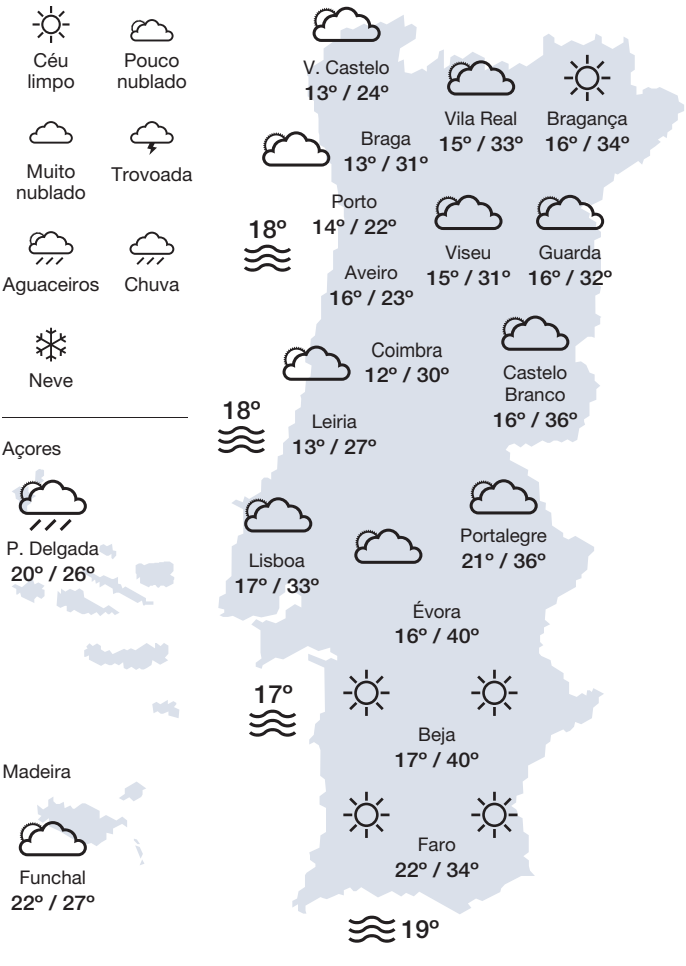 Céu
limpo
Pouco
nublado
Muito
nublado
Trovoada
Aguaceiros
Chuva
Neve
Açores
P. Delgada
20º / 26º
Madeira
Funchal
22º / 27º
V. Castelo
13º / 24º
Vila Real
15º / 33º
Bragança
16º / 34º
Braga
13º / 31º
Porto
14º / 22º
18º
Viseu
15º / 31º
Guarda
16º / 32º
Aveiro
16º / 23º
Coimbra
12º / 30º
Castelo
Branco
16º / 36º
18º
Leiria
13º / 27º
Lisboa
17º / 33º
Portalegre
21º / 36º
Évora
16º / 40º
17º
Beja
17º / 40º
Faro
22º / 34º
19º